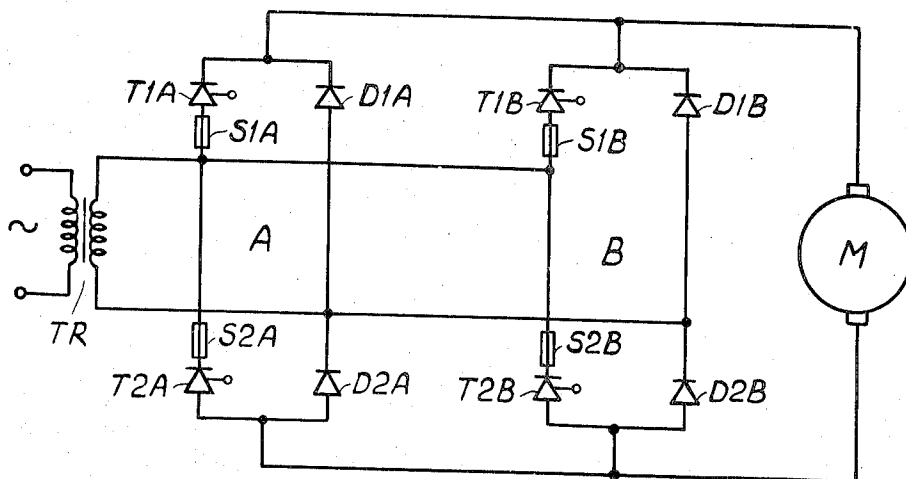 T1A
D1A
T1B
D1B
S1A
S1B
A
B
M
~
TR
S2A
S2B
T2A
D2A
T2B
D2B